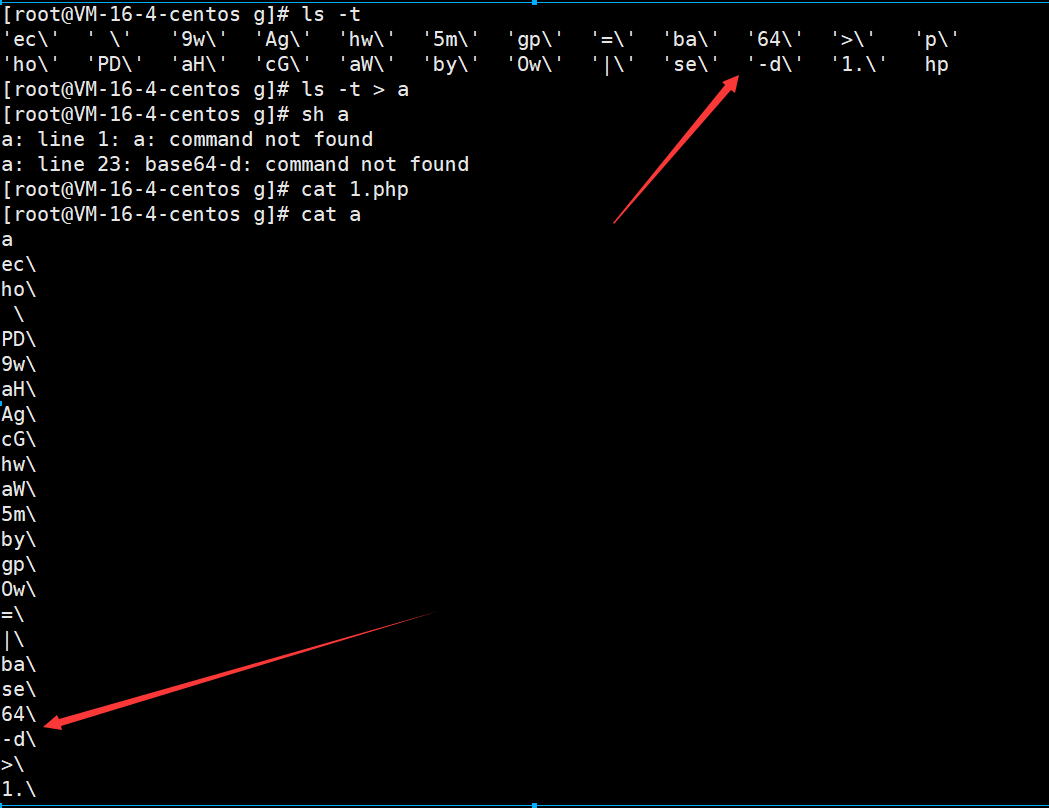 [root@VM-16-4-centos g]# ls -t
'ec\' ' \' '9w\' 'Ag\' 'hw\' '5m\' 'gp\' '=\' 'ba\' '64\' '>\' 'p\'
'ho\' 'PD\' 'aH\' 'cG\' 'aW\' 'by\' 'Ow\' '|\' 'se\' '-d\' '1.\' hp
[root@VM-16-4-centos g]# ls -t > a
[root@VM-16-4-centos g]# sh a
a: line 1: a: command not found
a: line 23: base64-d: command not found
[root@VM-16-4-centos g]# cat 1.php
[root@VM-16-4-centos g]# cat a
a
ec\
ho\
 \
PD\
9w\
aH\
Ag\
cG\
hw\
aW\
5m\
by\
gp\
Ow\
=\
|\
ba\
se\
64\
-d\
>\
1.\